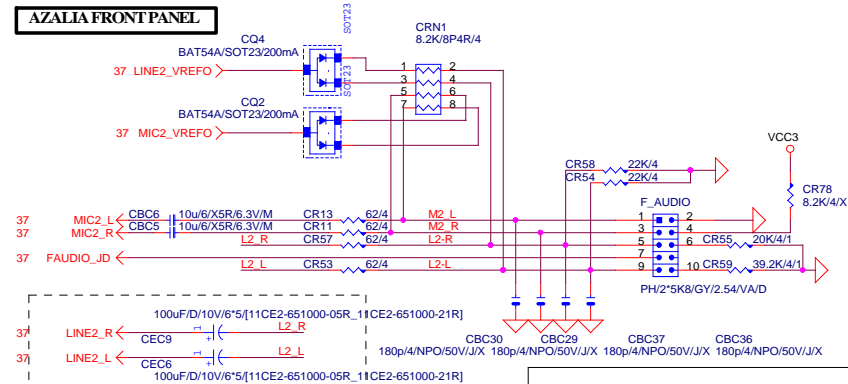 AZALIA FRONT PANEL
SOT23
CQ4
BAT54A/SOT23/200mA
CRN1
8.2K/8P4R/4
37 LINE2_VREFO
1 2
3 4
5 6
7 8
SOT23
CQ2
BAT54A/SOT23/200mA
37 MIC2_VREFO
VCC3
CR58 22K/4
CR54 22K/4
CR78
8.2K/4/X
F_AUDIO
37 MIC2_L CBC6 10u/6/X5R/6.3V/M CR13 62/4 M2_L 1 2
37 MIC2_R CBC5 10u/6/X5R/6.3V/M CR11 62/4 M2_R 3 4
L2_R CR57 62/4 L2-R 5 6 CR55 20K/4/1
37 FAUDIO_JD 7
L2_L CR53 62/4 L2-L 9 10 CR59 39.2K/4/1
PH/2*5K8/GY/2.54/VA/D
100uF/D/10V/6*5/[11CE2-651000-05R_11CE2-651000-21R]
37 LINE2_R 1 + L2_R
CEC9
37 LINE2_L 1 + L2_L
CEC6
100uF/D/10V/6*5/[11CE2-651000-05R_11CE2-651000-21R]
CBC30 CBC29 CBC37 CBC36
180p/4/NPO/50V/J/X 180p/4/NPO/50V/J/X 180p/4/NPO/50V/J/X 180p/4/NPO/50V/J/X